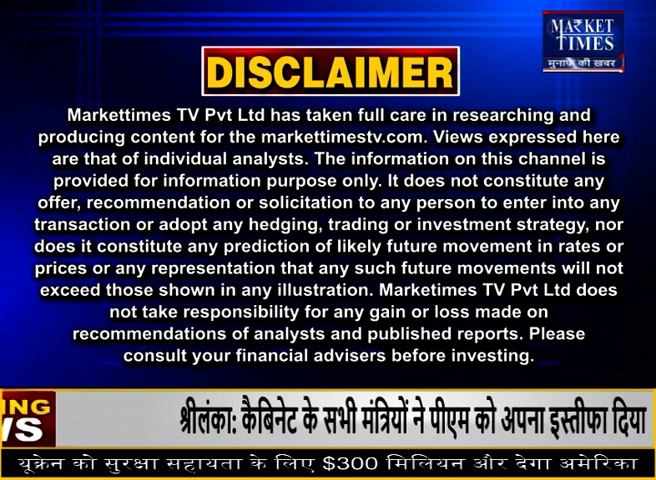 MARKET
TIMES
मुनाफे की ख़बर
DISCLAIMER
Markettimes TV Pvt Ltd has taken full care in researching and
producing content for the markettimestv.com. Views expressed here
are that of individual analysts. The information on this channel is
provided for information purpose only. It does not constitute any
offer, recommendation or solicitation to any person to enter into any
transaction or adopt any hedging, trading or investment strategy, nor
does it constitute any prediction of likely future movement in rates or
prices or any representation that any such future movements will not
exceed those shown in any illustration. Marketimes TV Pvt Ltd does
not take responsibility for any gain or loss made on
recommendations of analysts and published reports. Please
consult your financial advisers before investing.
ING
WS
श्रीलंका: कैबिनेट के सभी मंत्रियों ने पीएम को अपना इस्तीफा दिया
यूक्रेन को सुरक्षा सहायता के लिए $300 मिलियन और देगा अमेरिका